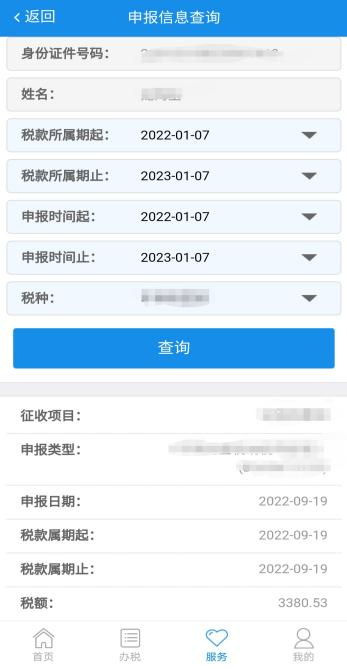 返回
申报信息查询
身份证件号码：
姓名：
税款所属期起： 2022-01-07
税款所属期止： 2023-01-07
申报时间起： 2022-01-07
申报时间止： 2023-01-07
税种：
查询
征收项目：
申报类型：
申报日期： 2022-09-19
税款属期起： 2022-09-19
税款属期止： 2022-09-19
税额： 3380.53
首页 办税 服务 我的